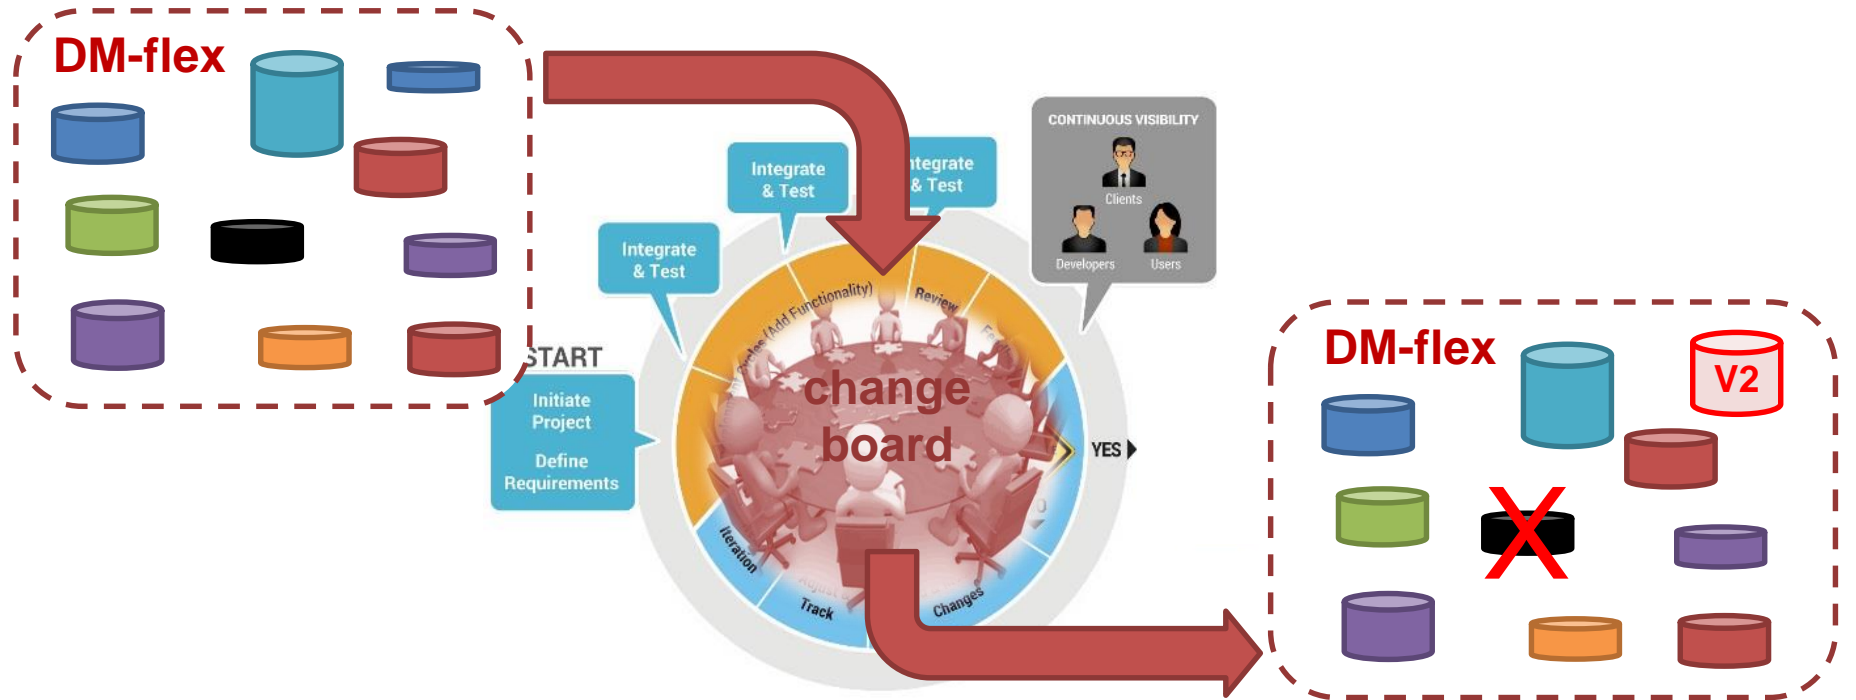 DM-flex
CONTINUOUS VISIBILITY
Clients
Developers
Users
Integrate
& Test
ntegrate
& Test
Integrate
& Test
START
Initiate
Project
Define
Requirements
(Add Functionality)
Review
change
board
YES
Iteration
Track
Changes
DM-flex
V2
X